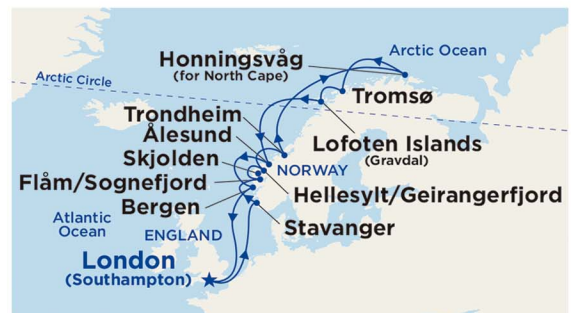 Honningsvåg
(for North Cape)
Arctic Ocean
Arctic Circle
Tromsø
Trondheim
Ålesund
Lofoten Islands
(Gravdal)
Skjolden
NORWAY
Flåm/Sognefjord
Hellesylt/Geirangerfjord
Bergen
Atlantic
Ocean
ENGLAND
Stavanger
London
(Southampton)